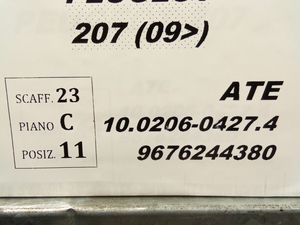 207 (09>)
SCAFF. 23
PIANO C
POSIZ. 11
ATE
10.0206-0427.4
9676244380